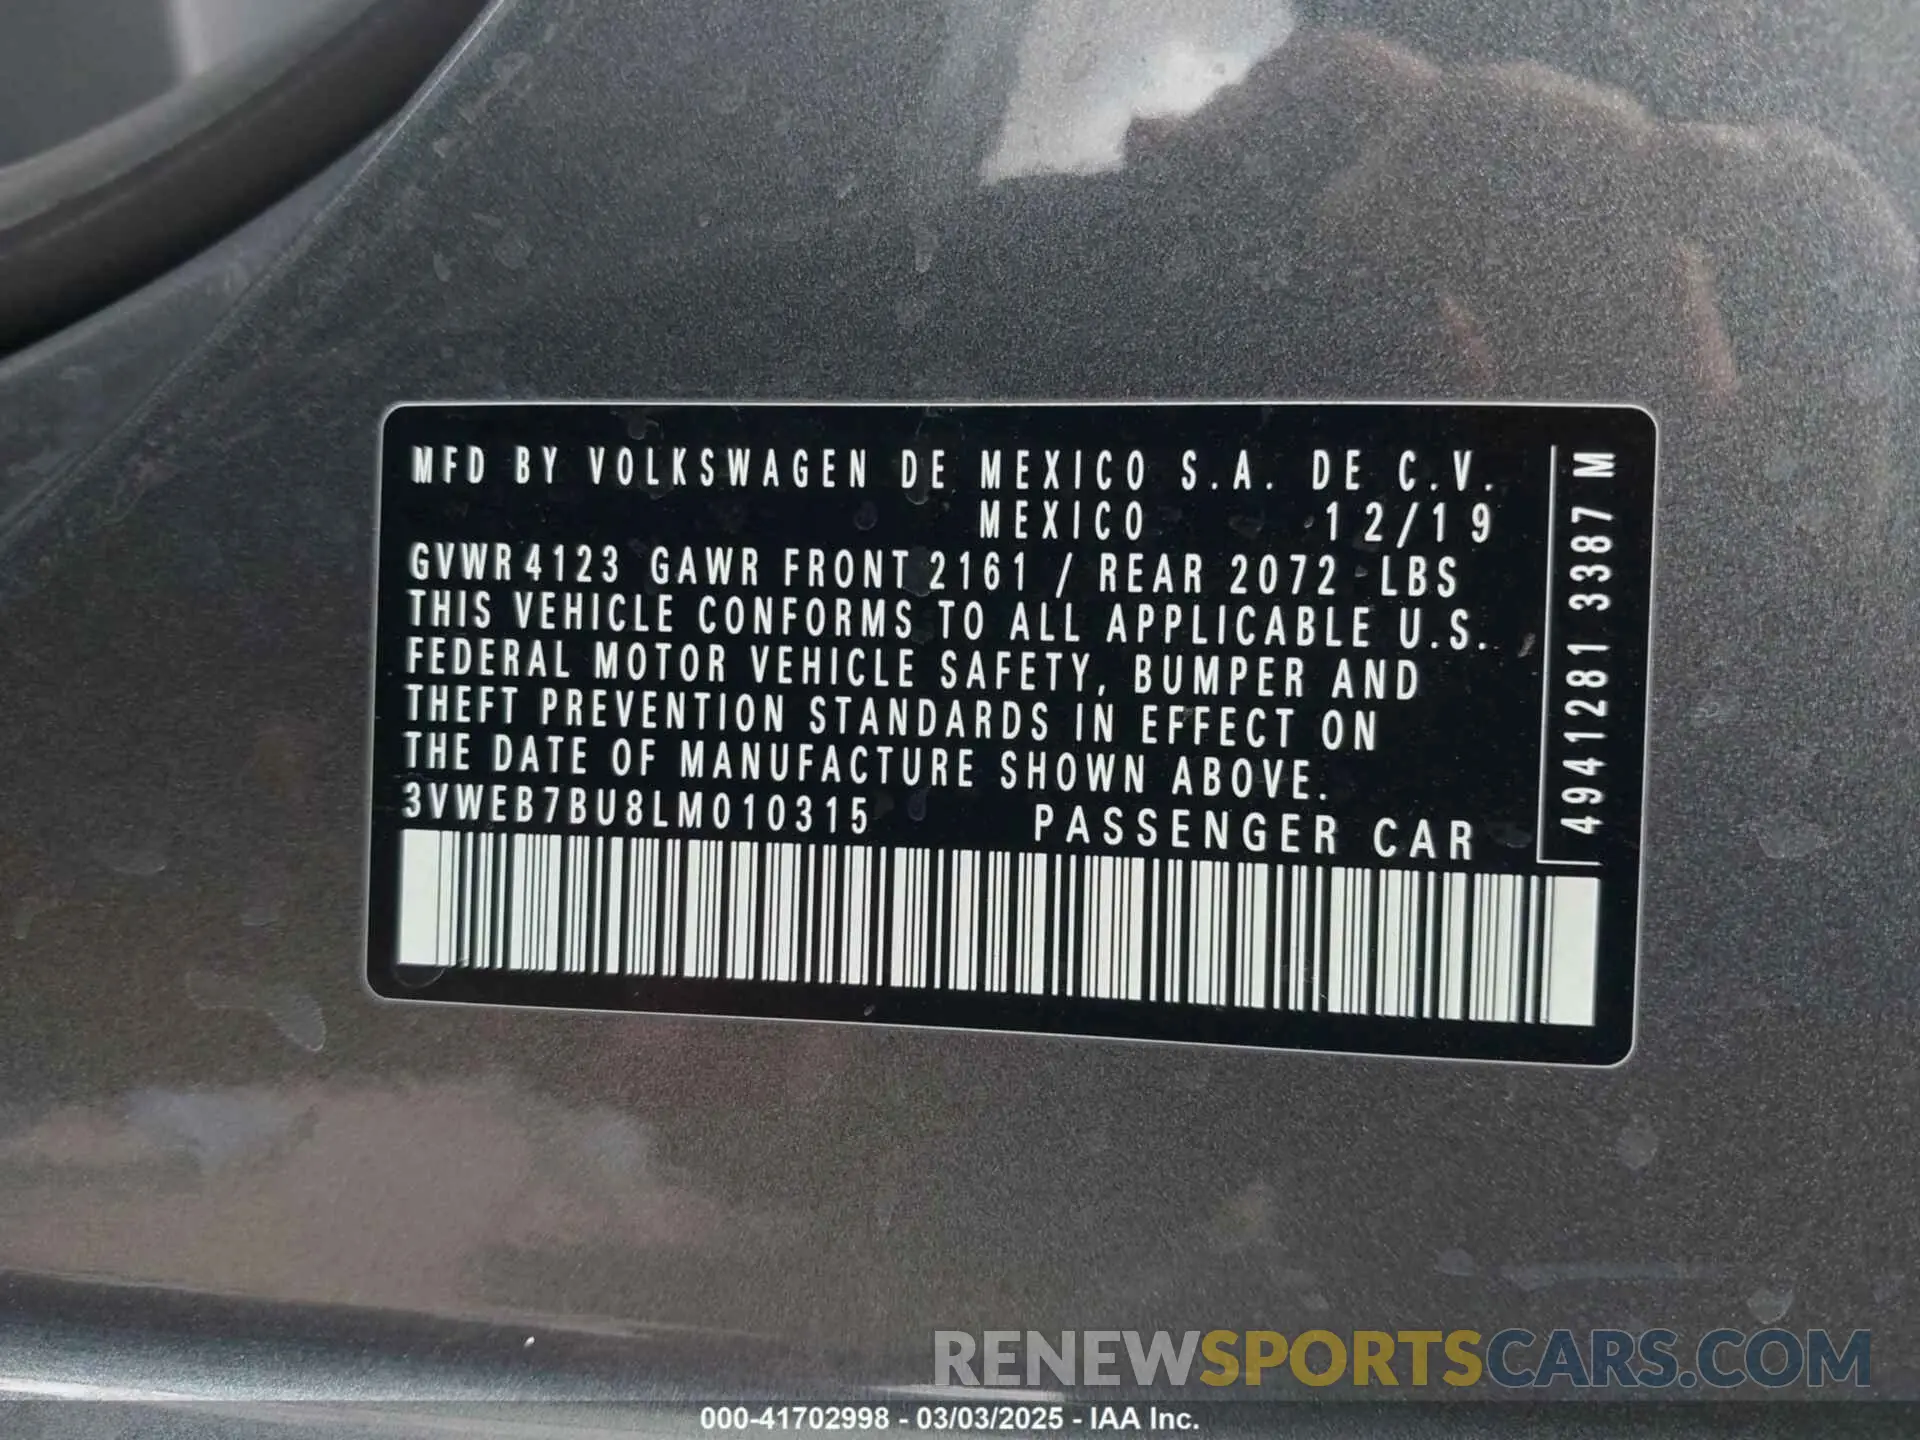 MFD BY VOLKSWAGEN DE MEXICO S.A. DE C.V.
MEXICO 12/19
GVWR 4123 GAWR FRONT 2161 / REAR 2072 LBS
THIS VEHICLE CONFORMS TO ALL APPLICABLE U.S.
FEDERAL MOTOR VEHICLE SAFETY, BUMPER AND
THEFT PREVENTION STANDARDS IN EFFECT ON
THE DATE OF MANUFACTURE SHOWN ABOVE.
3VWEB7BU8LM010315 PASSENGER CAR
4941281 3387 M
RENEWSPORTSCARS.COM
000-41702998 - 03/03/2025 - IAA Inc.